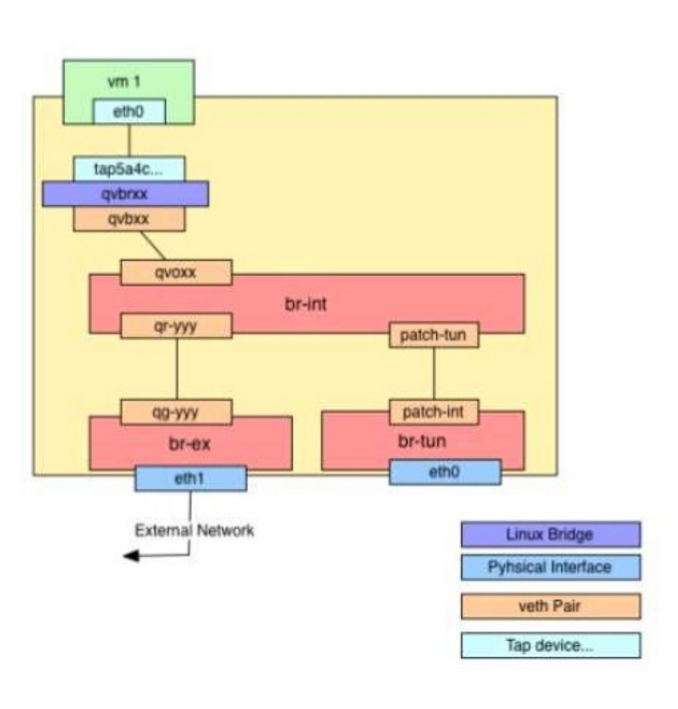 vm 1
eth0
tap5a4c...
qvbrxx
qvbxx
qvoxx
br-int
qr-yyy
patch-tun
qg-yyy
patch-int
br-ex
br-tun
eth1
eth0
External Network
Linux Bridge
Pyhsical Interface
veth Pair
Tap device...